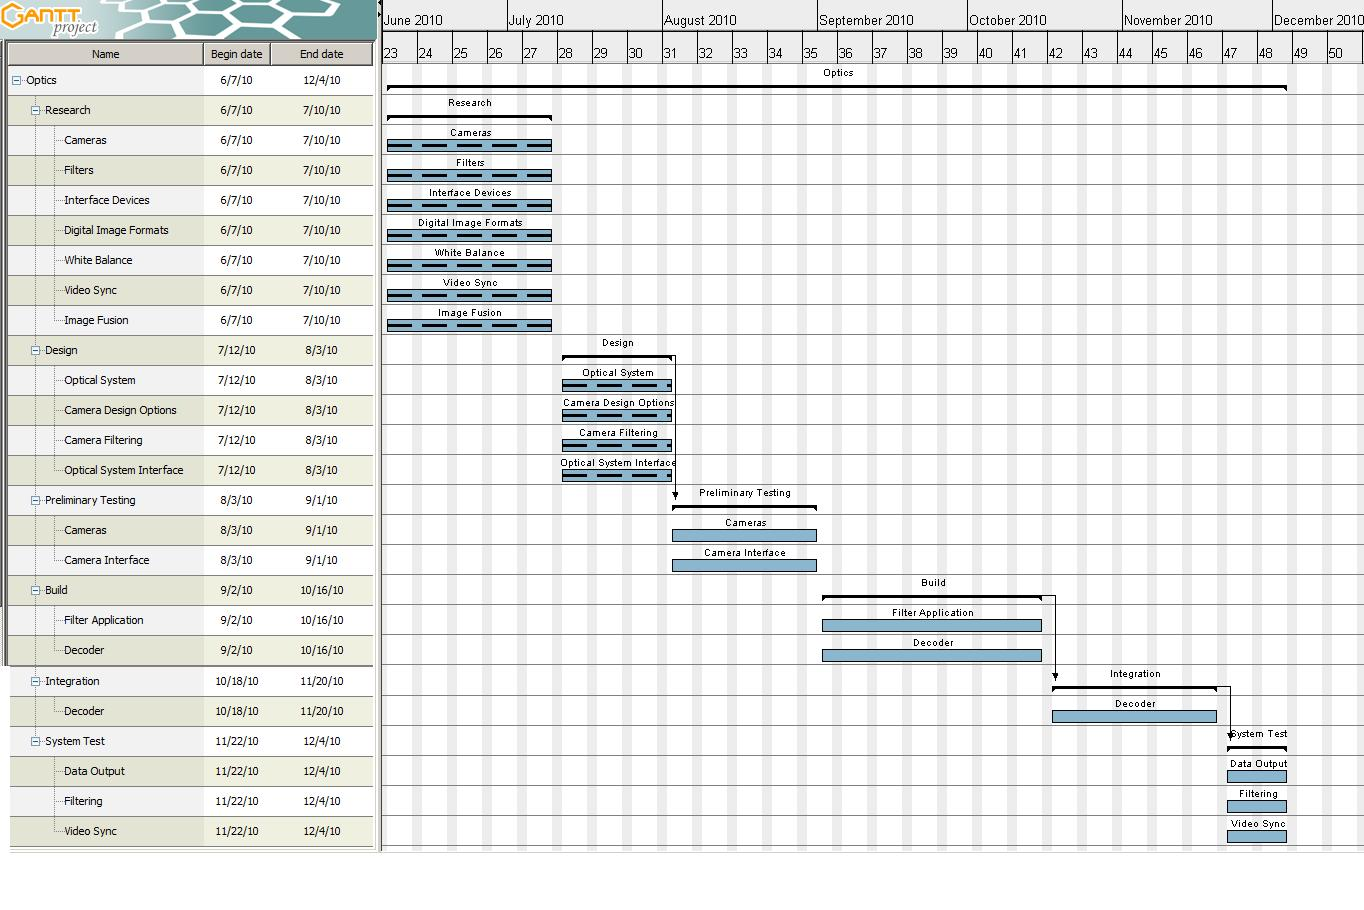 GANTT project
June 2010 July 2010 August 2010 September 2010 October 2010 November 2010 December 2010
Name Begin date End date 23 24 25 26 27 28 29 30 31 32 33 34 35 36 37 38 39 40 41 42 43 44 45 46 47 48 49 50
Optics
Optics 6/7/10 12/4/10
Research
Research 6/7/10 7/10/10
Cameras
Cameras 6/7/10 7/10/10
Filters
Filters 6/7/10 7/10/10
Interface Devices
Interface Devices 6/7/10 7/10/10
Digital Image Formats
Digital Image Formats 6/7/10 7/10/10
White Balance
White Balance 6/7/10 7/10/10
Video Sync
Video Sync 6/7/10 7/10/10
Image Fusion
Image Fusion 6/7/10 7/10/10
Design
Design 7/12/10 8/3/10
Optical System
Optical System 7/12/10 8/3/10
Camera Design Options
Camera Design Options 7/12/10 8/3/10
Camera Filtering
Camera Filtering 7/12/10 8/3/10
Optical System Interface
Optical System Interface 7/12/10 8/3/10
Preliminary Testing
Preliminary Testing 8/3/10 9/1/10
Cameras
Cameras 8/3/10 9/1/10
Camera Interface
Camera Interface 8/3/10 9/1/10
Build
Build 9/2/10 10/16/10
Filter Application
Filter Application 9/2/10 10/16/10
Decoder
Decoder 9/2/10 10/16/10
Integration
Integration 10/18/10 11/20/10
Decoder
Decoder 10/18/10 11/20/10
System Test
System Test 11/22/10 12/4/10
Data Output
Data Output 11/22/10 12/4/10
Filtering
Filtering 11/22/10 12/4/10
Video Sync
Video Sync 11/22/10 12/4/10